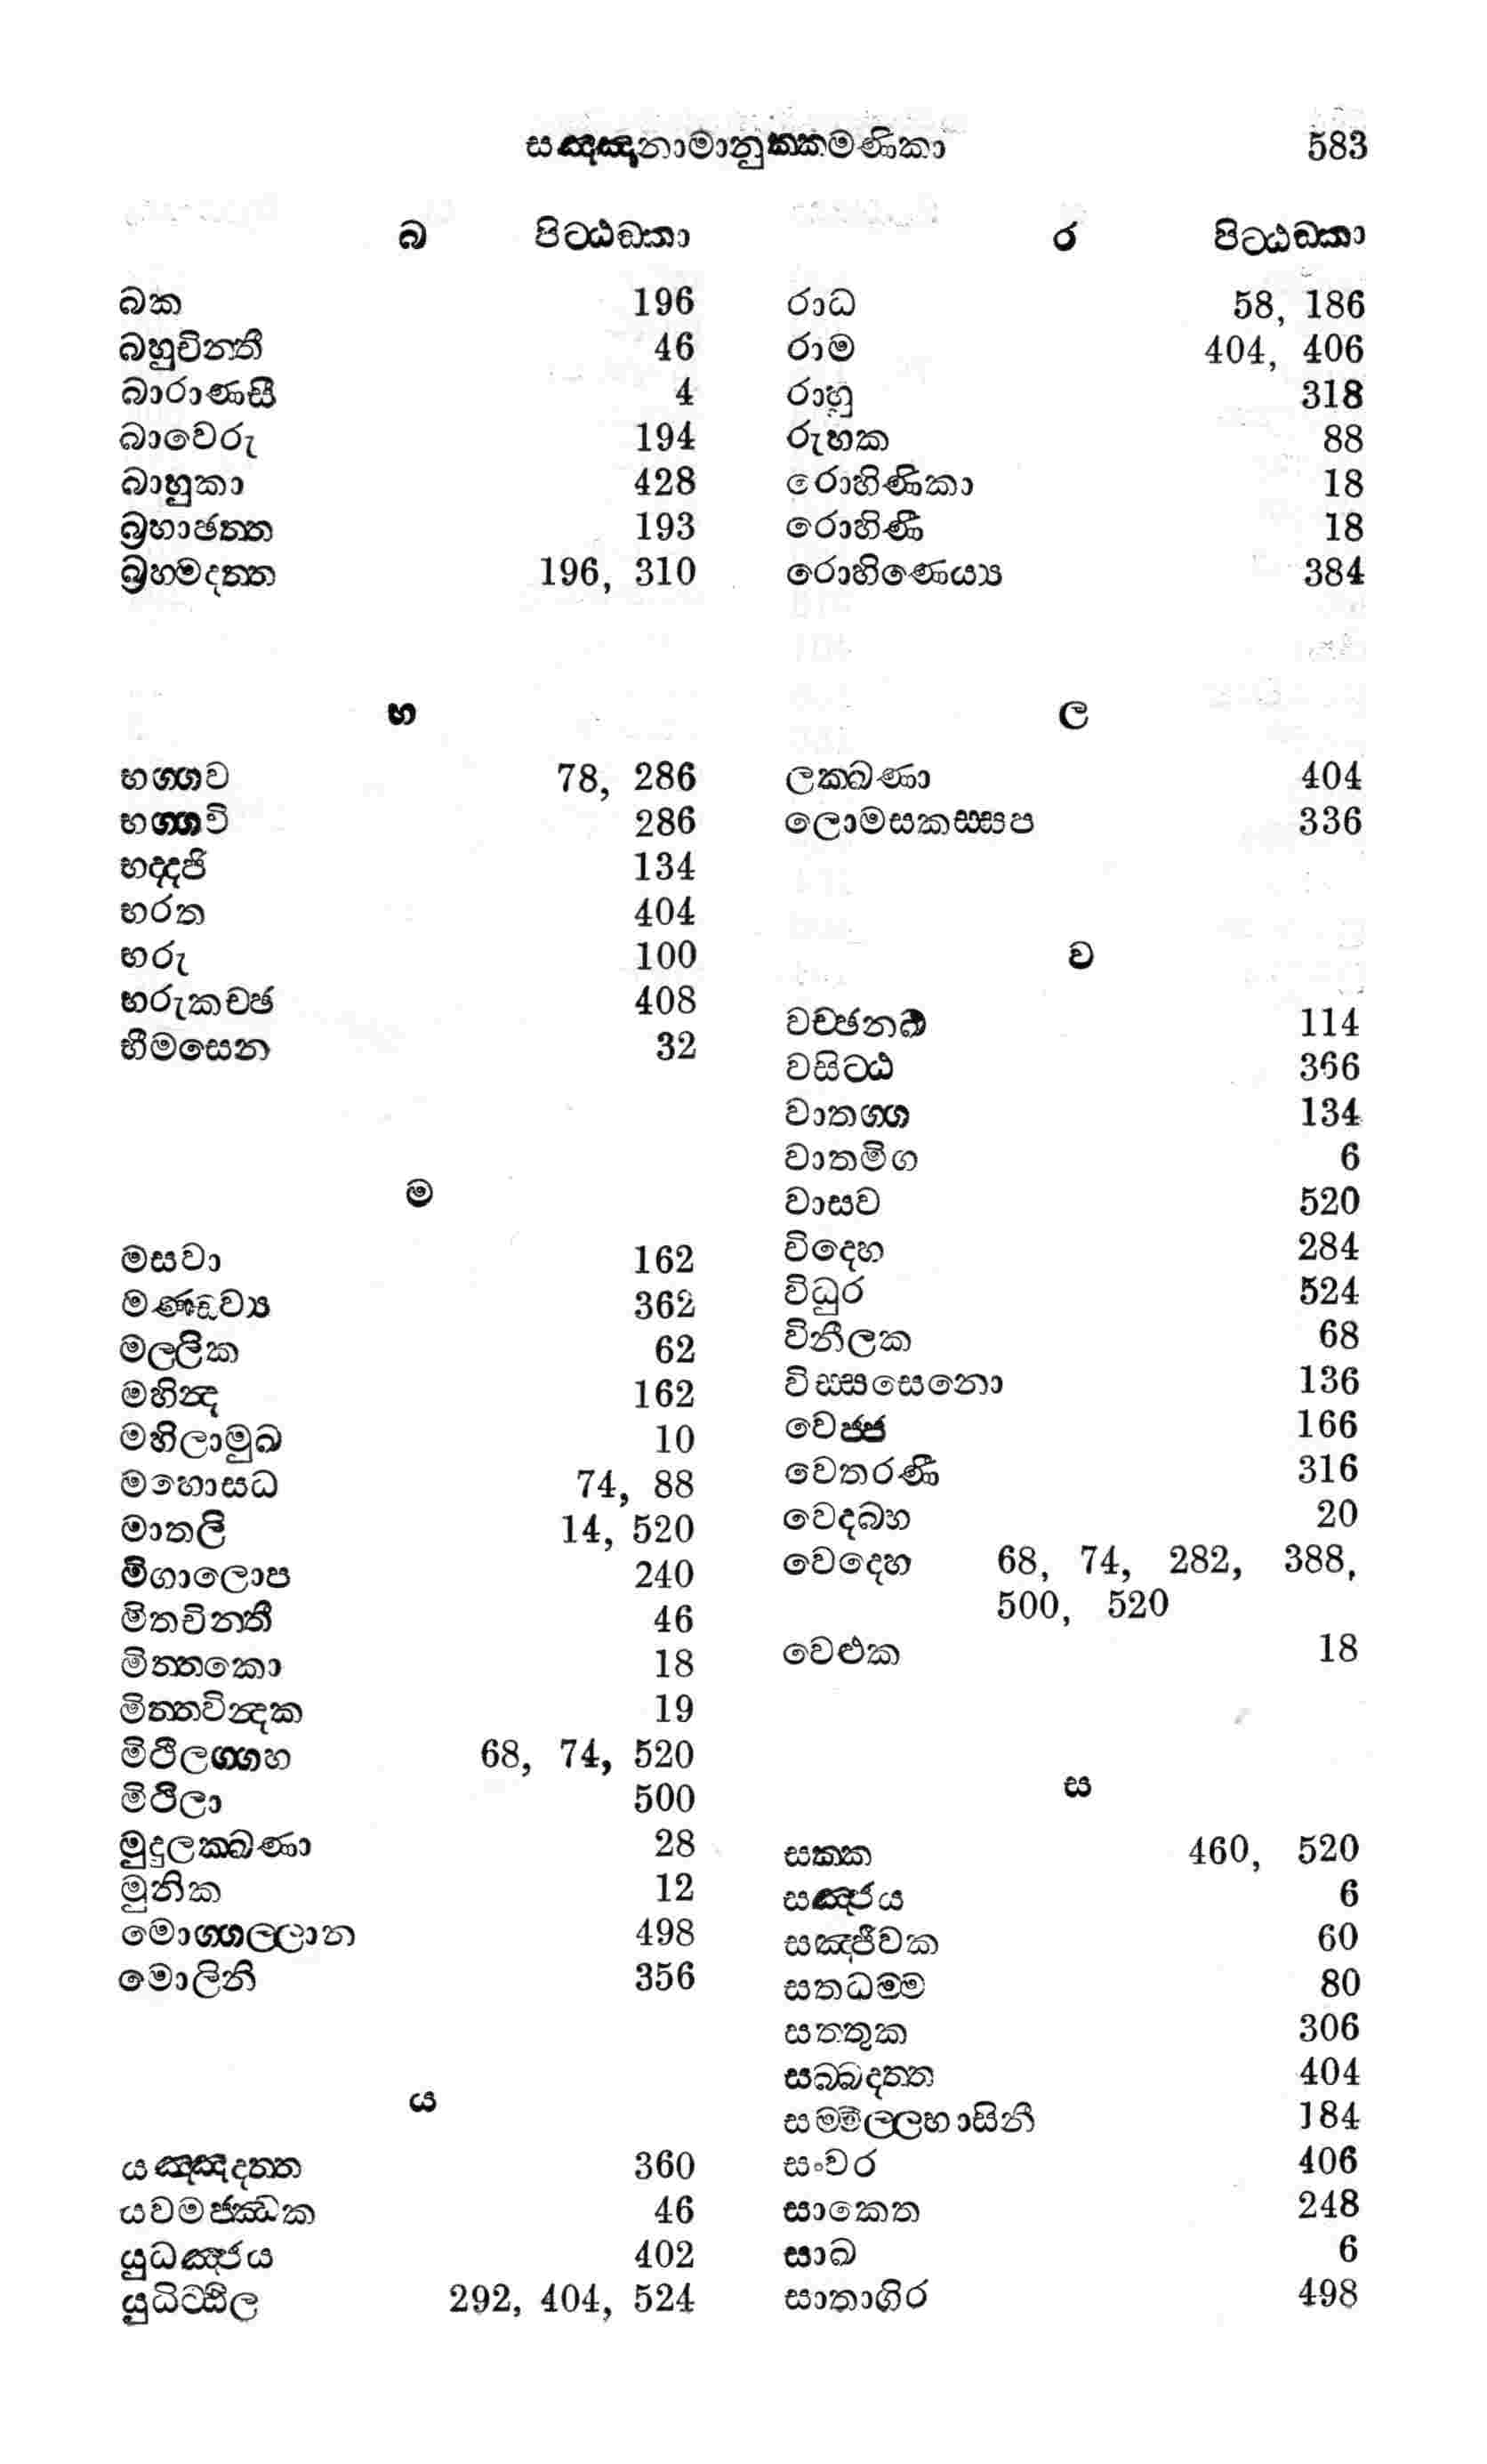 සඤ්ඤනාමානුක්කමණිකා 583
බ පිට්ඨඞ්කා
බක 196
බහුචින්තී 46
බාරාණසී 4
බාවෙරු 194
බාහුකා 428
බ්‍රහාඡත්ත 193
බ්‍රහ්මදත්ත 196, 310
භ
භග්ගව 78, 286
භග්ගවි 286
භද්දජි 134
භරත 404
භරු 100
භරුකච්ඡ 408
භීමසෙන 32
ම
මසවා 162
මණ්ඩව්‍ය 362
මල්ලික 62
මහින්ද 162
මහිලාමුඛ 10
මහොසධ 74, 88
මාතලි 14, 520
මිගාලොප 240
මිතචින්තී 46
මිත්තකො 18
මිත්තවින්දක 19
මිථිලග්ගහ 68, 74, 520
මිථිලා 500
මුදුලක්ඛණා 28
මුනික 12
මොග්ගල්ලාන 498
මොලිනි 356
ය
යඤ්ඤදත්ත 360
යවමජ්ඣක 46
යුධඤ්ජය 402
යුධිට්ඨිල 292, 404, 524
ර පිට්ඨඞ්කා
රාධ 58, 186
රාම 404, 406
රාහු 318
රුහක 88
රොහිණිකා 18
රොහිණී 18
රොහිණෙය්‍ය 384
ල
ලක්ඛණා 404
ලොමසකස්සප 336
ව
වච්ඡනඛ 114
වසිට්ඨ 366
වාතග්ග 134
වාතමිග 6
වාසව 520
විදෙහ 284
විධුර 524
විනීලක 68
විස්සසෙනො 136
වෙජ්ජ 166
වෙතරණී 316
වෙදබ්භ 20
වෙදෙහ 68, 74, 282, 388,
500, 520
වෙළුක 18
ස
සක්ක 460, 520
සඤ්ජය 6
සඤ්ජීවක 60
සතධම්ම 80
සත්තුක 306
සබ්බදත්ත 404
සම්මිල්ලහාසිනී 184
සංවර 406
සාකෙත 248
සාඛ 6
සාතාගිර 498